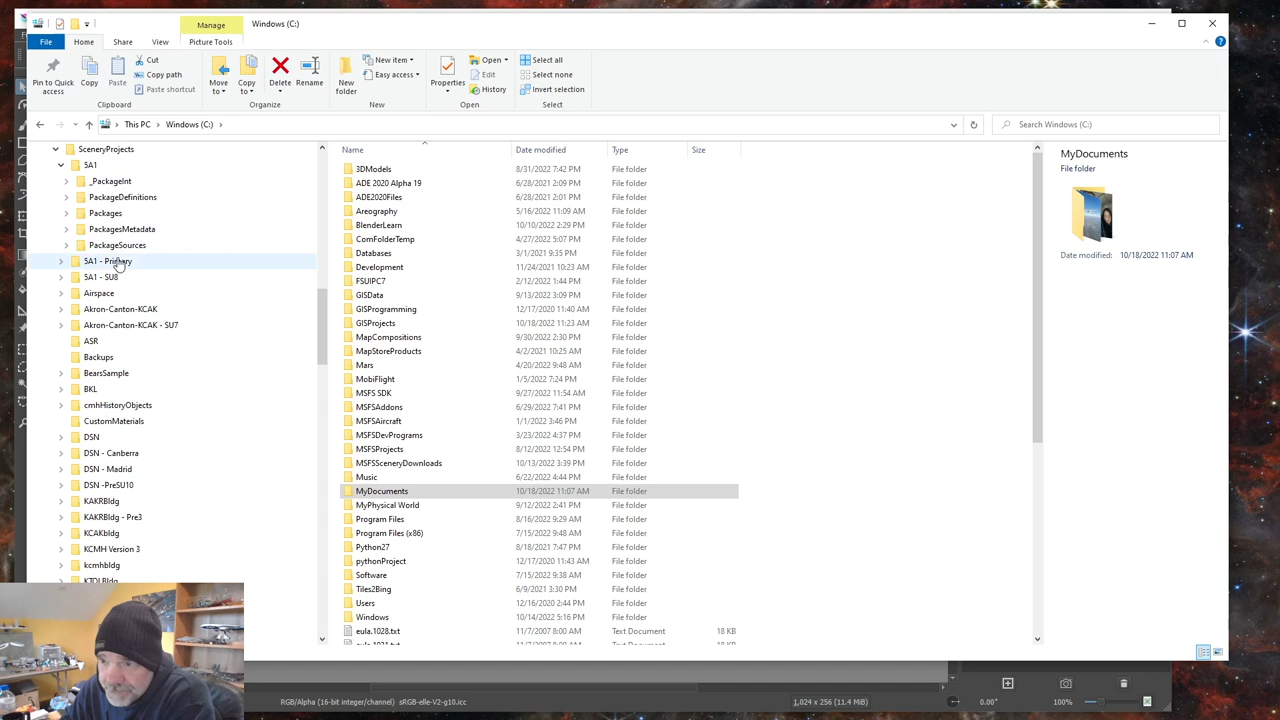 Manage
Windows (C:)
File
Home
Share
View
Picture Tools
Pin to Quick access
Copy
Paste
Cut
Copy path
Paste shortcut
Clipboard
Move to
Copy to
Delete
Rename
Organize
New folder
New item
Easy access
New
Properties
Open
Edit
History
Open
Select all
Select none
Invert selection
Select
This PC > Windows (C:) >
Search Windows (C:)
SceneryProjects
5A1
_PackageInt
PackageDefinitions
Packages
PackagesMetadata
PackageSources
5A1 - Primary
5A1 - SU8
Airspace
Akron-Canton-KCAK
Akron-Canton-KCAK - SU7
ASR
Backups
BearsSample
BKL
cmhHistoryObjects
CustomMaterials
DSN
DSN - Canberra
DSN - Madrid
DSN -PreSU10
KAKRBldg
KAKRBldg - Pre3
KCAKbldg
KCMH Version 3
kcmhbldg
Name Date modified Type Size
3DModels 8/31/2022 7:42 PM File folder
ADE 2020 Alpha 19 6/28/2021 2:09 PM File folder
ADE2020Files 6/28/2021 2:01 PM File folder
Areography 5/16/2022 11:09 AM File folder
BlenderLearn 10/10/2022 2:29 PM File folder
ComFolderTemp 4/27/2022 5:07 PM File folder
Databases 3/1/2021 9:35 PM File folder
Development 11/24/2021 10:23 AM File folder
FSUIPC7 2/12/2022 1:44 PM File folder
GISData 9/13/2022 3:09 PM File folder
GISProgramming 12/17/2020 11:42 AM File folder
GISProjects 10/18/2022 11:23 AM File folder
MapCompositions 9/30/2022 2:30 PM File folder
MapStoreProducts 4/2/2021 10:25 AM File folder
Mars 4/20/2022 9:48 AM File folder
MobiFlight 1/5/2022 7:24 PM File folder
MSFS SDK 9/27/2022 11:54 AM File folder
MSFSAddons 6/29/2022 7:41 PM File folder
MSFSAircraft 1/1/2022 3:46 PM File folder
MSFSDevPrograms 3/23/2022 4:37 PM File folder
MSFSProjects 8/12/2022 12:54 PM File folder
MSFSSceneryDownloads 10/13/2022 3:39 PM File folder
Music 6/22/2022 4:44 PM File folder
MyDocuments 10/18/2022 11:07 AM File folder
MyPhysical World 9/12/2022 2:41 PM File folder
Program Files 8/16/2022 9:29 AM File folder
Program Files (x86) 7/15/2022 9:48 AM File folder
Python27 8/18/2021 7:47 PM File folder
pythonProject 12/17/2020 11:43 AM File folder
Software 7/15/2022 9:38 AM File folder
Tiles2Bing 6/9/2021 3:30 PM File folder
Users 12/16/2020 2:44 PM File folder
Windows 10/14/2022 5:16 PM File folder
eula.1028.txt 11/7/2007 8:00 AM Text Document 18 KB
MyDocuments
File folder
Date modified: 10/18/2022 11:07 AM
RGB/Alpha (16-bit integer/channel) sRGB-elle-V2-g10.icc
1,024 x 256 (11.4 MiB)
0.00°
100%